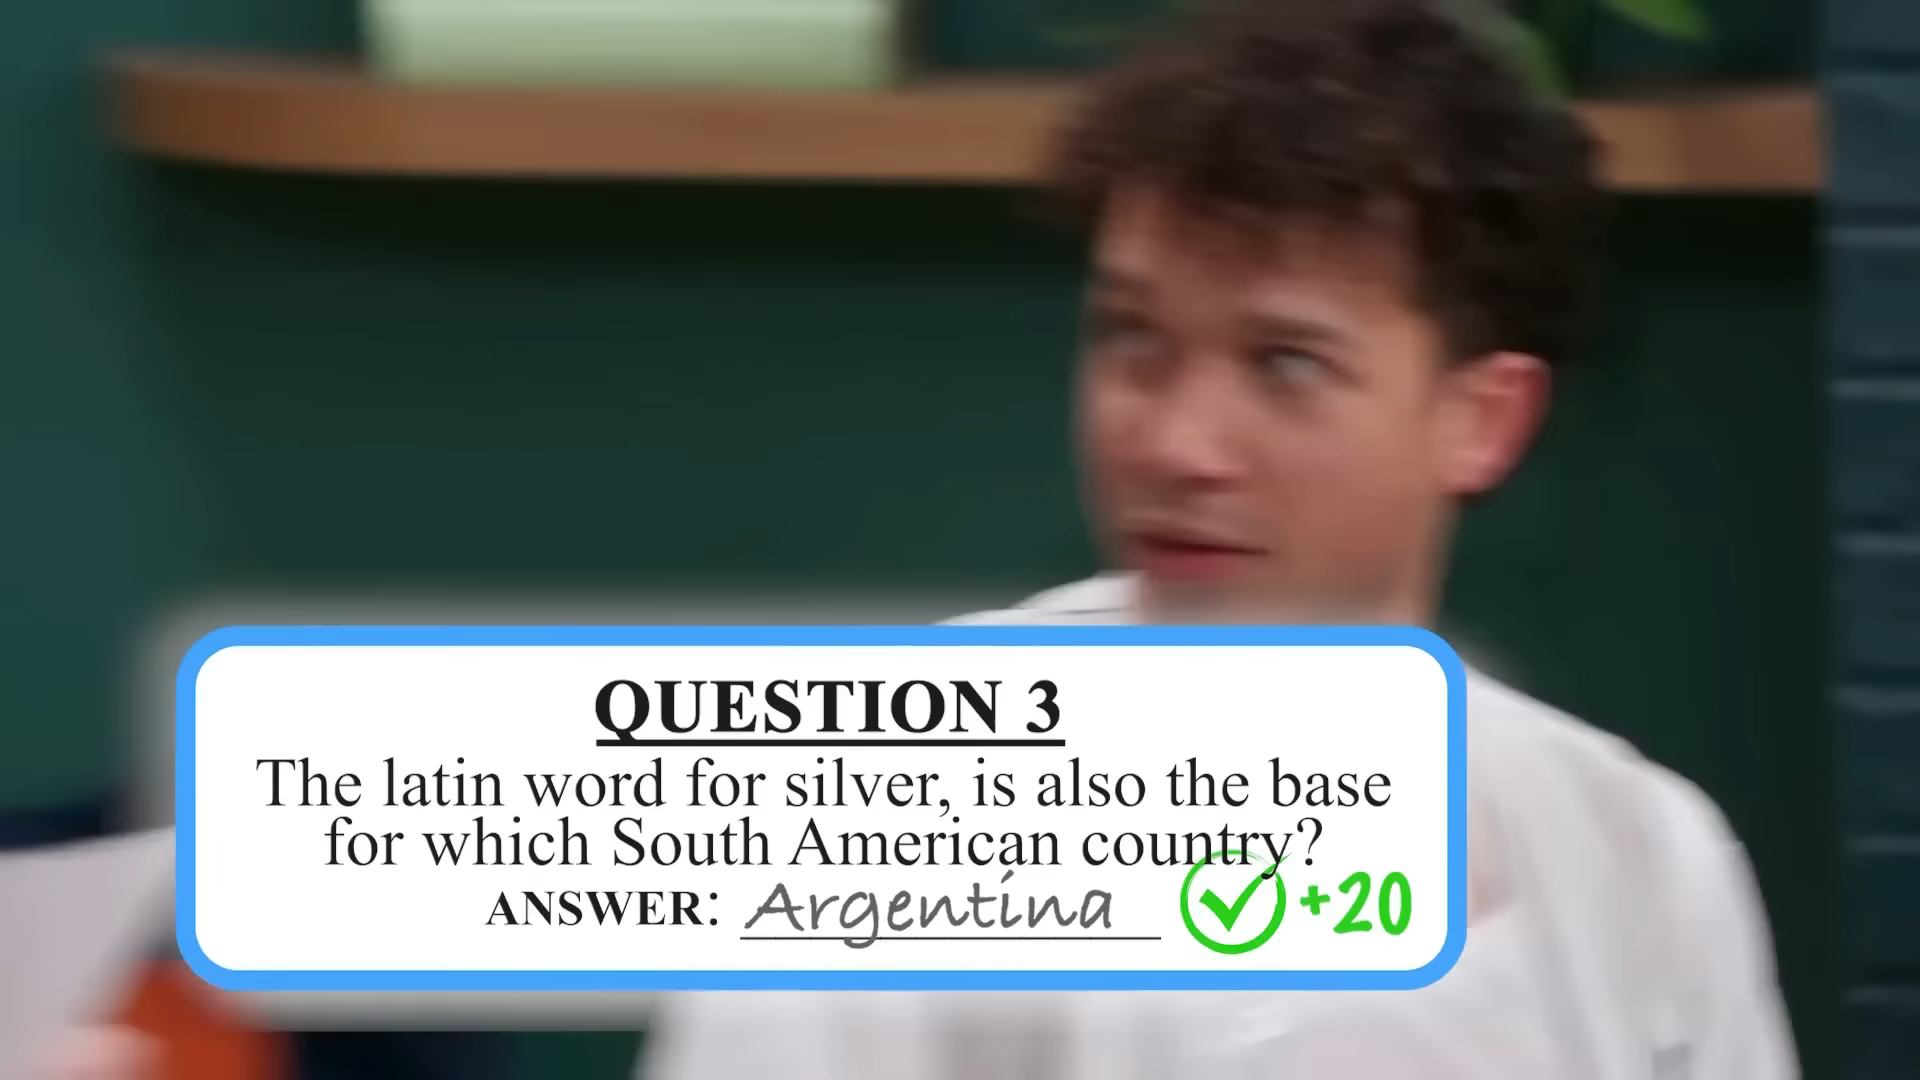 QUESTION 3
The latin word for silver, is also the base
for which South American country?
ANSWER: Argentina +20